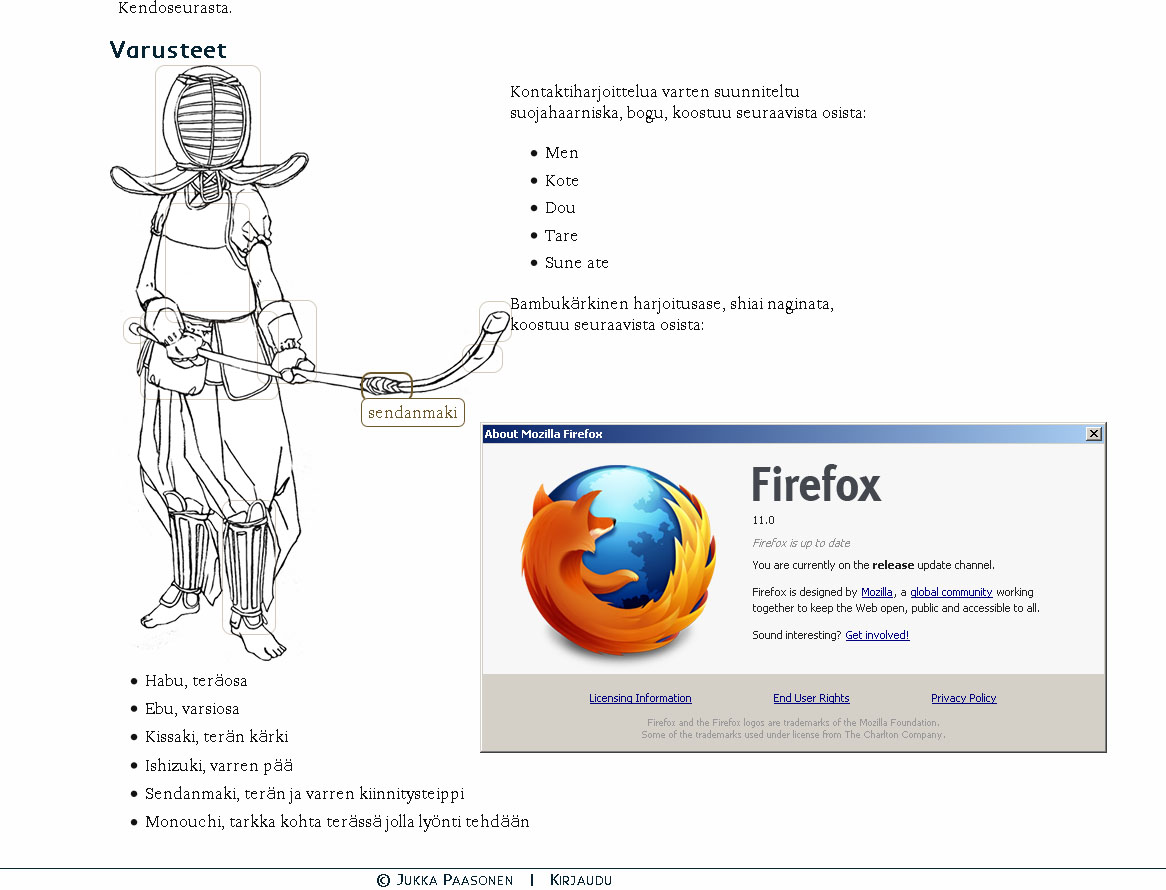 Kendoseurasta.
Varusteet
Kontaktiharjoittelua varten suunniteltu
suojahaarniska, bogu, koostuu seuraavista osista:
• Men
• Kote
• Dou
• Tare
• Sune ate
Bambukärkinen harjoitusase, shiai naginata,
koostuu seuraavista osista:
sendanmaki
About Mozilla Firefox
Firefox
11.0
Firefox is up to date
You are currently on the release update channel.
Firefox is designed by Mozilla, a global community working
together to keep the Web open, public and accessible to all.
Sound interesting? Get involved!
Licensing Information End User Rights Privacy Policy
Firefox and the Firefox logos are trademarks of the Mozilla Foundation.
Some of the trademarks used under license from The Charlton Company.
• Habu, teräosa
• Ebu, varsiosa
• Kissaki, terän kärki
• Ishizuki, varren pää
• Sendanmaki, terän ja varren kiinnitysteippi
• Monouchi, tarkka kohta terässä jolla lyönti tehdään
© Jukka Paasonen | Kirjaudu